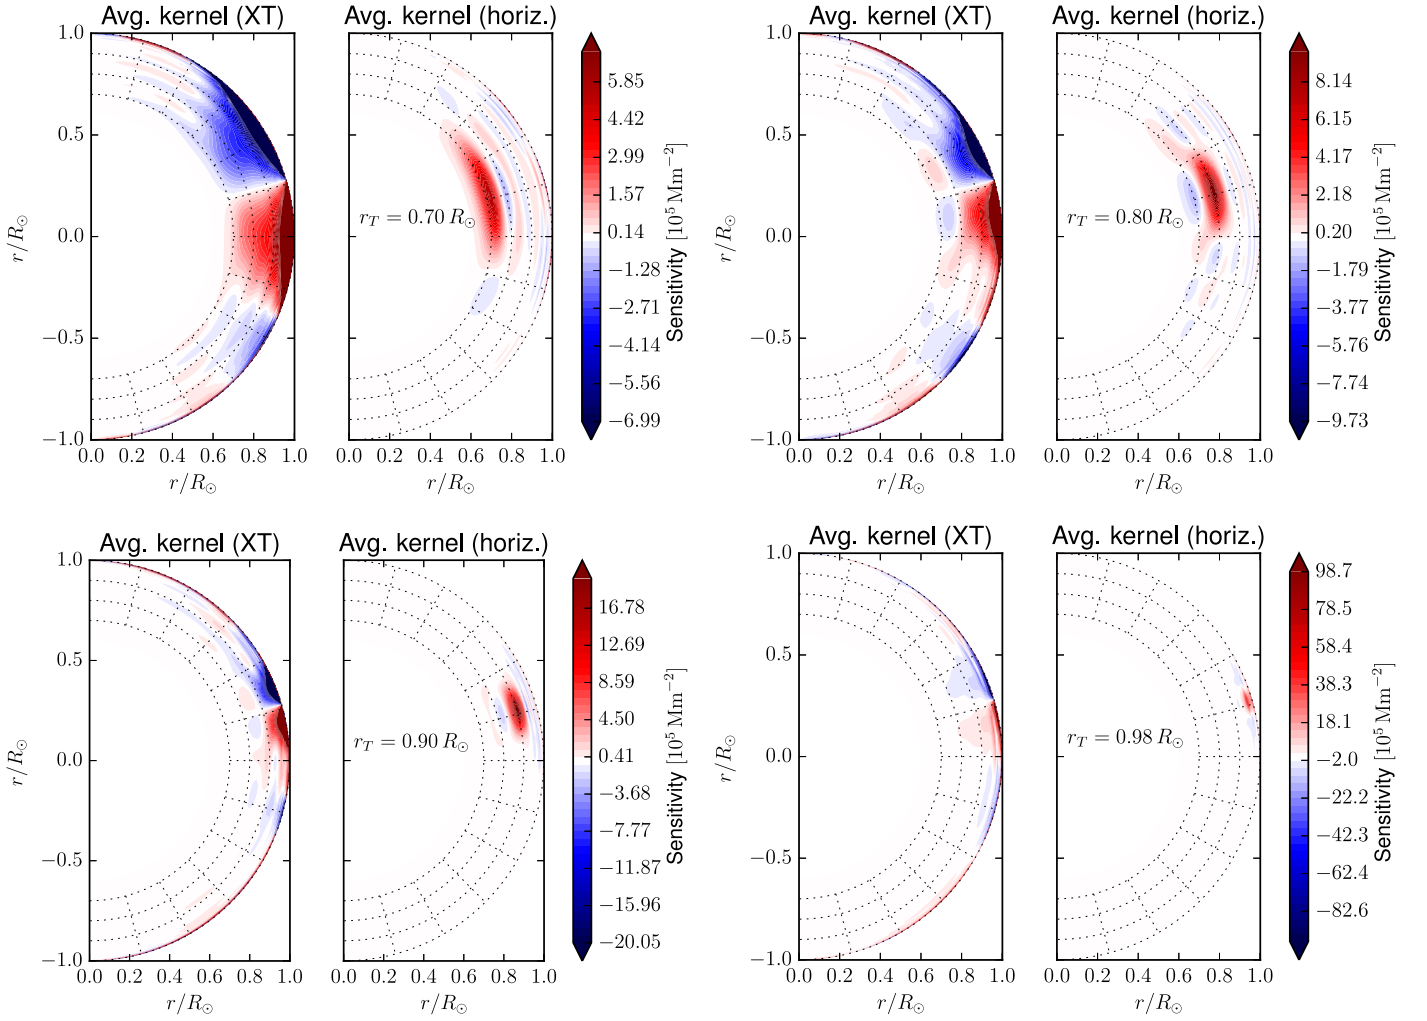 Avg. kernel (XT)
Avg. kernel (horiz.)
1.0
0.5
0.0
−0.5
−1.0
r/R⊙
r_T = 0.70 R⊙
0.0 0.2 0.4 0.6 0.8 1.0
r/R⊙
0.0 0.2 0.4 0.6 0.8 1.0
r/R⊙
5.85
4.42
2.99
1.57
0.14
−1.28
−2.71
−4.14
−5.56
−6.99
Sensitivity [10⁵ Mm⁻²]
Avg. kernel (XT)
Avg. kernel (horiz.)
1.0
0.5
0.0
−0.5
−1.0
r/R⊙
r_T = 0.80 R⊙
0.0 0.2 0.4 0.6 0.8 1.0
r/R⊙
0.0 0.2 0.4 0.6 0.8 1.0
r/R⊙
8.14
6.15
4.17
2.18
0.20
−1.79
−3.77
−5.76
−7.74
−9.73
Sensitivity [10⁵ Mm⁻²]
Avg. kernel (XT)
Avg. kernel (horiz.)
1.0
0.5
0.0
−0.5
−1.0
r/R⊙
r_T = 0.90 R⊙
0.0 0.2 0.4 0.6 0.8 1.0
r/R⊙
0.0 0.2 0.4 0.6 0.8 1.0
r/R⊙
16.78
12.69
8.59
4.50
0.41
−3.68
−7.77
−11.87
−15.96
−20.05
Sensitivity [10⁵ Mm⁻²]
Avg. kernel (XT)
Avg. kernel (horiz.)
1.0
0.5
0.0
−0.5
−1.0
r/R⊙
r_T = 0.98 R⊙
0.0 0.2 0.4 0.6 0.8 1.0
r/R⊙
0.0 0.2 0.4 0.6 0.8 1.0
r/R⊙
98.7
78.5
58.4
38.3
18.1
−2.0
−22.2
−42.3
−62.4
−82.6
Sensitivity [10⁵ Mm⁻²]